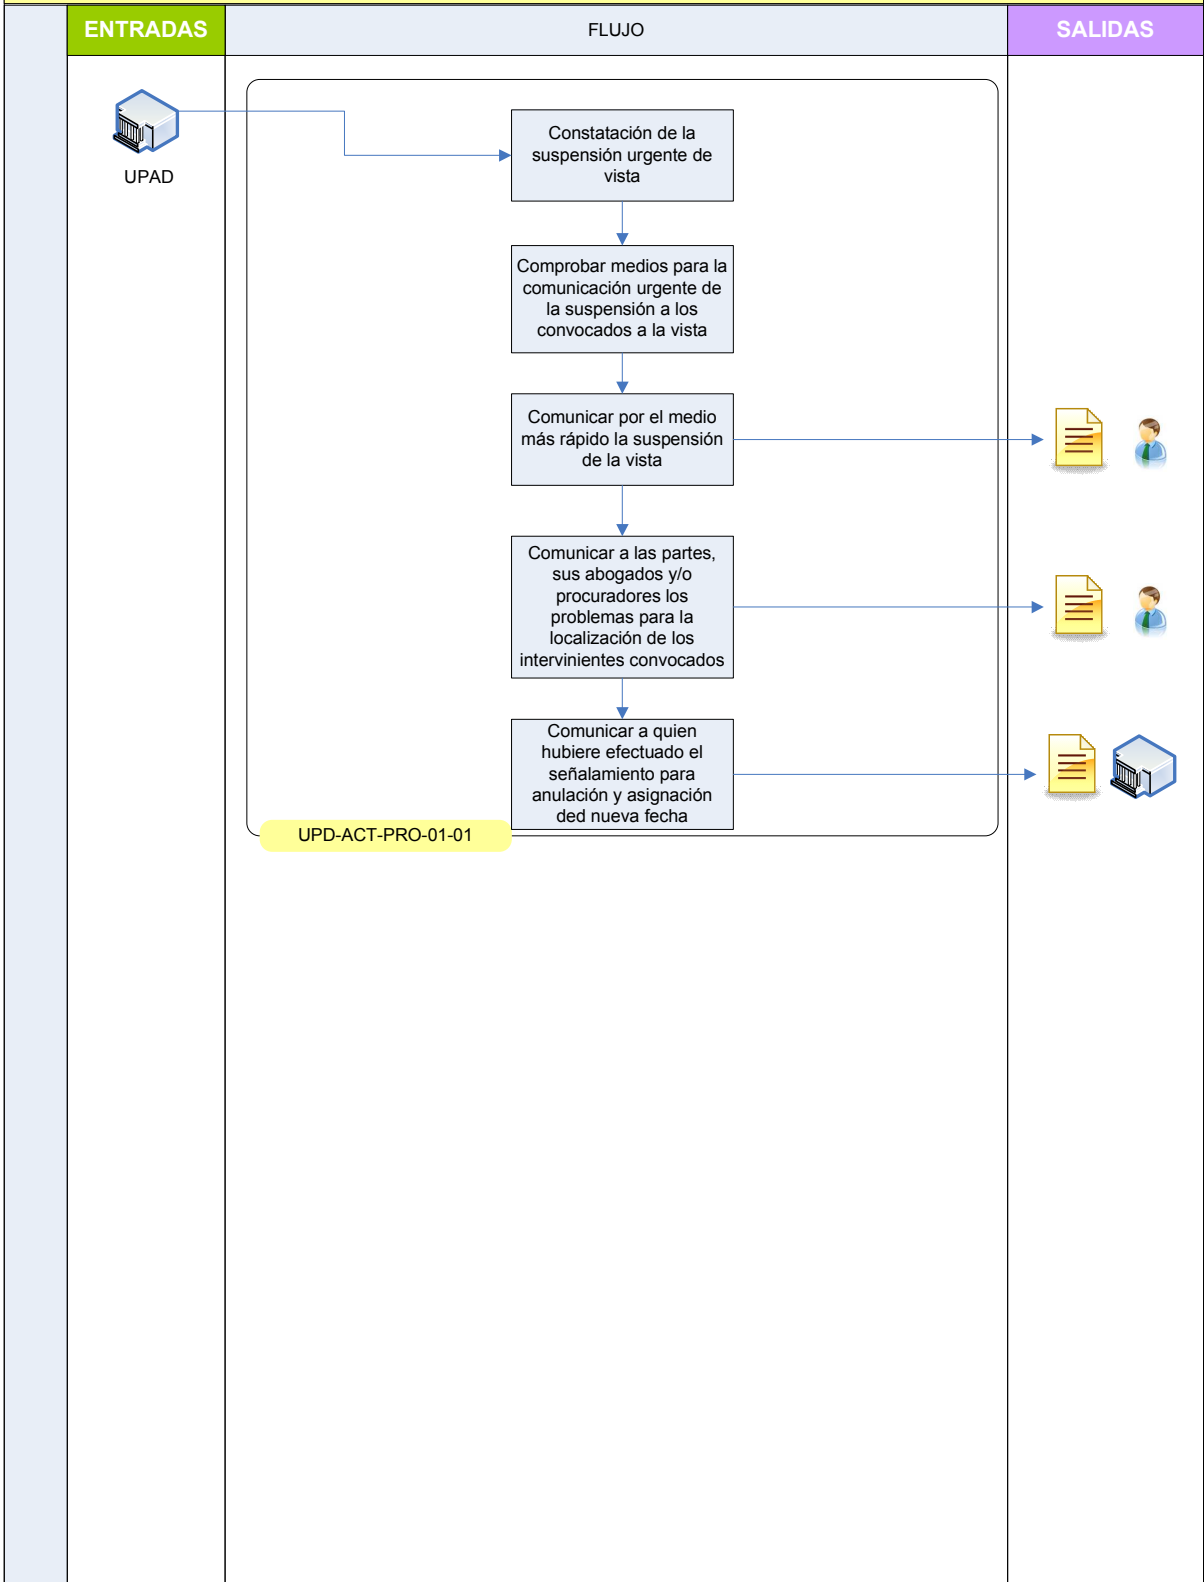 ENTRADAS
FLUJO
SALIDAS
UPAD
Constatación de la
suspensión urgente de
vista
Comprobar medios para la
comunicación urgente de
la suspensión a los
convocados a la vista
Comunicar por el medio
más rápido la suspensión
de la vista
Comunicar a las partes,
sus abogados y/o
procuradores los
problemas para la
localización de los
intervinientes convocados
Comunicar a quien
hubiere efectuado el
señalamiento para
anulación y asignación
ded nueva fecha
UPD-ACT-PRO-01-01